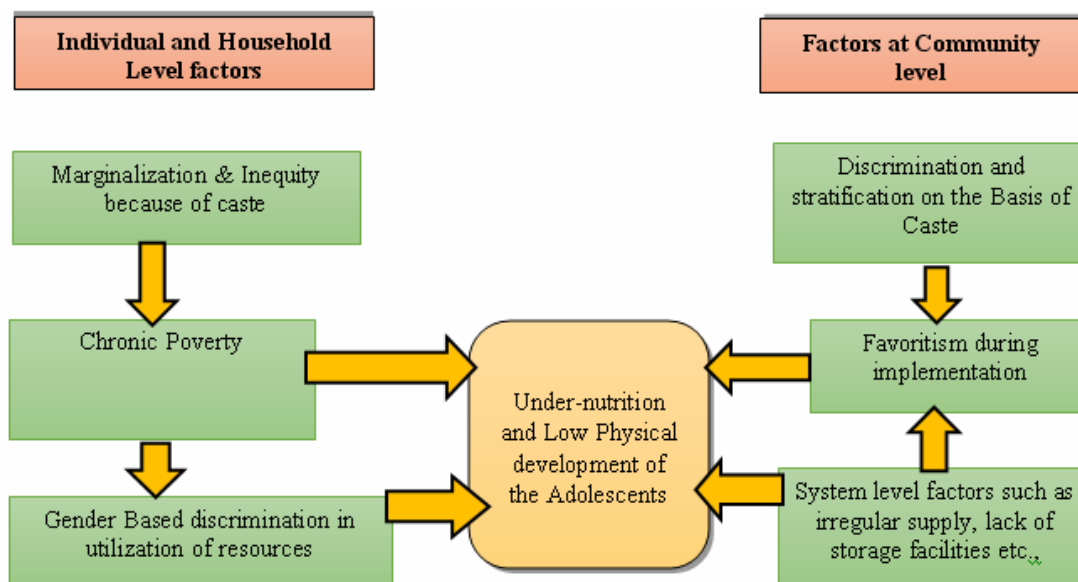 Individual and Household
Level factors
Factors at Community
level
Marginalization & Inequity
because of caste
Discrimination and
stratification on the Basis of
Caste
Chronic Poverty
Favoritism during
implementation
Under-nutrition
and Low Physical
development of
the Adolescents
Gender Based discrimination in
utilization of resources
System level factors such as
irregular supply, lack of
storage facilities etc.,